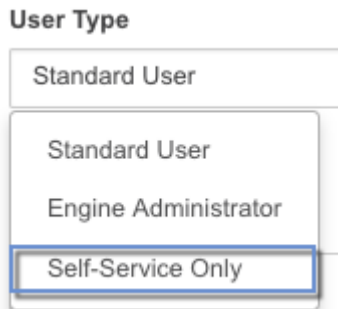 User Type
Standard User
Standard User
Engine Administrator
Self-Service Only